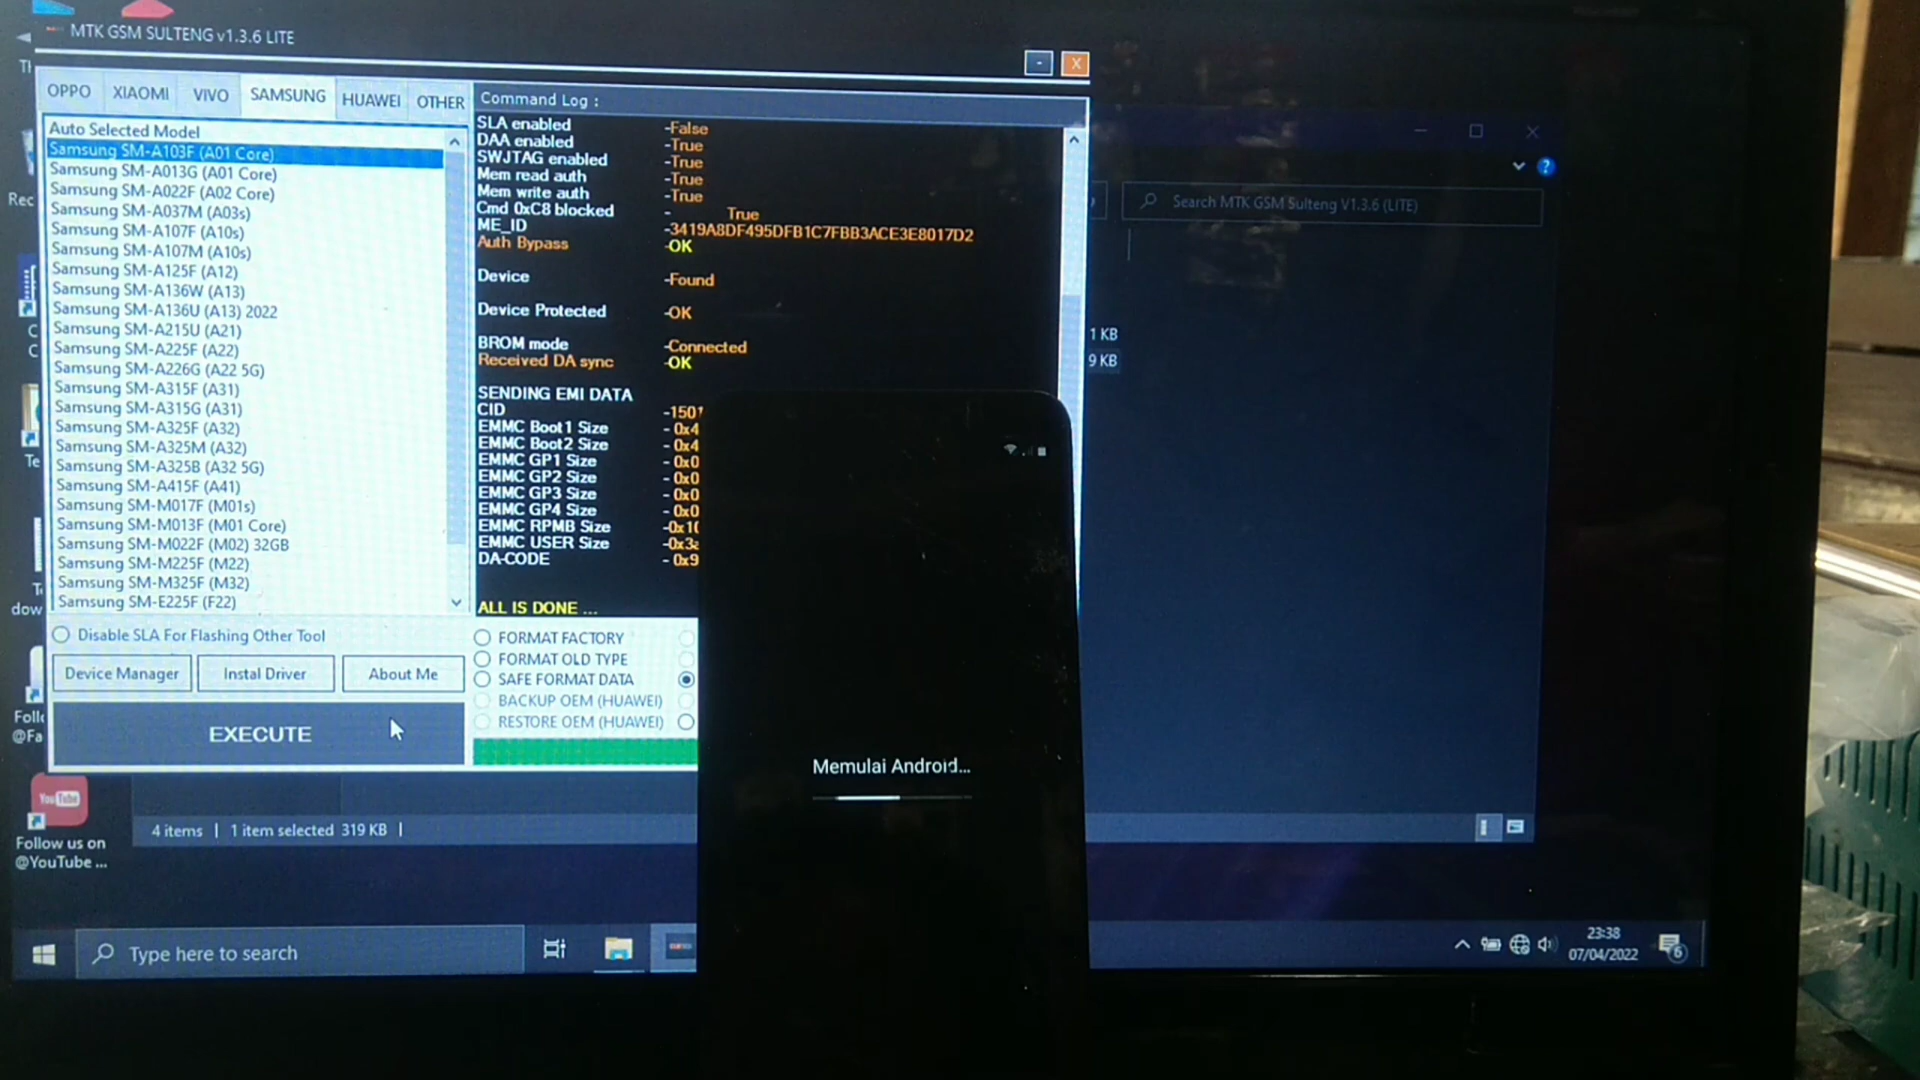 MTK GSM SULTENG v1.3.6 LITE
- X
OPPO XIAOMI VIVO SAMSUNG HUAWEI OTHER
Auto Selected Model
Samsung SM-A103F (A01 Core)
Samsung SM-A013G (A01 Core)
Samsung SM-A022F (A02 Core)
Samsung SM-A037M (A03s)
Samsung SM-A107F (A10s)
Samsung SM-A107M (A10s)
Samsung SM-A125F (A12)
Samsung SM-A136W (A13)
Samsung SM-A136U (A13) 2022
Samsung SM-A215U (A21)
Samsung SM-A225F (A22)
Samsung SM-A226G (A22 5G)
Samsung SM-A315F (A31)
Samsung SM-A315G (A31)
Samsung SM-A325F (A32)
Samsung SM-A325M (A32)
Samsung SM-A325B (A32 5G)
Samsung SM-A415F (A41)
Samsung SM-M017F (M01s)
Samsung SM-M013F (M01 Core)
Samsung SM-M022F (M02) 32GB
Samsung SM-M225F (M22)
Samsung SM-M325F (M32)
Samsung SM-E225F (F22)
Disable SLA For Flashing Other Tool
Device Manager Instal Driver About Me
EXECUTE
Command Log :
SLA enabled -False
DAA enabled -True
SWJTAG enabled -True
Mem read auth -True
Mem write auth -True
Cmd 0xC8 blocked - True
ME_ID -3419A8DF495DFB1C7FBB3ACE3E8017D2
Auth Bypass -OK
Device -Found
Device Protected -OK
BROM mode -Connected
Received DA sync -OK
SENDING EMI DATA
CID -150
EMMC Boot1 Size - 0x4
EMMC Boot2 Size - 0x4
EMMC GP1 Size - 0x0
EMMC GP2 Size - 0x0
EMMC GP3 Size - 0x0
EMMC GP4 Size - 0x0
EMMC RPMB Size -0x1
EMMC USER Size -0x3
DA-CODE - 0x9
ALL IS DONE ...
FORMAT FACTORY
FORMAT OLD TYPE
SAFE FORMAT DATA
BACKUP OEM (HUAWEI)
RESTORE OEM (HUAWEI)
Memulai Android...
?
Search MTK GSM Sulteng V1.3.6 (LITE)
1 KB
9 KB
Th
Rec
C
C
Te
dow
Foll
@Fa
YouTube
Follow us on
@YouTube ...
4 items | 1 item selected 319 KB |
Type here to search
23:38
07/04/2022
6